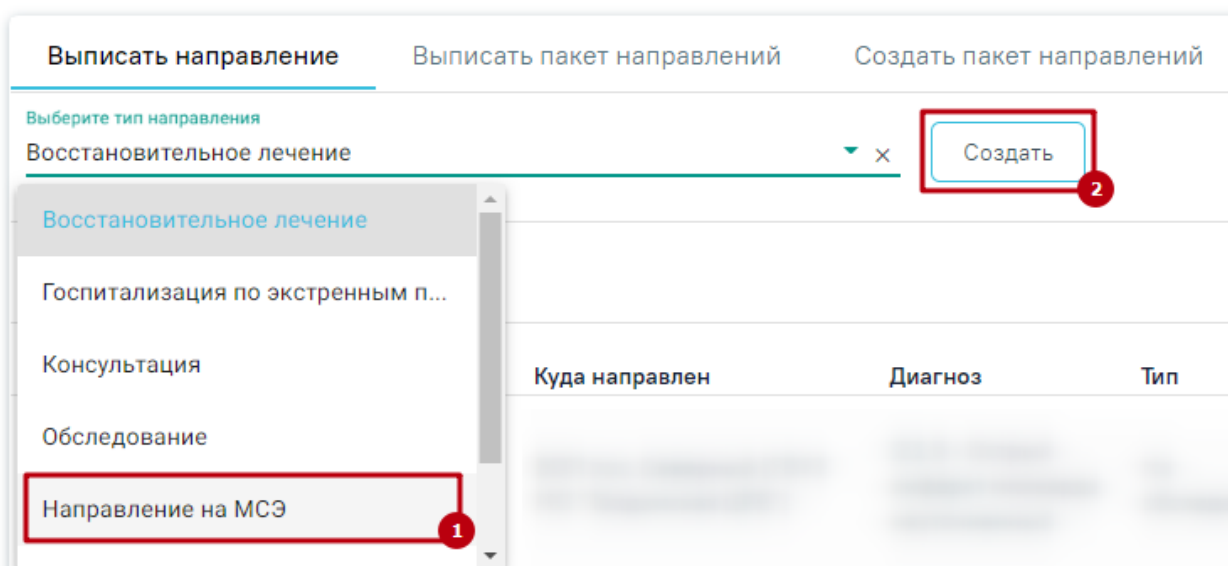 Выписать направление Выписать пакет направлений Создать пакет направлений
Выберите тип направления
Восстановительное лечение
Создать
2
Восстановительное лечение
Госпитализация по экстренным п...
Консультация
Куда направлен Диагноз Тип
Обследование
Направление на МСЭ
1